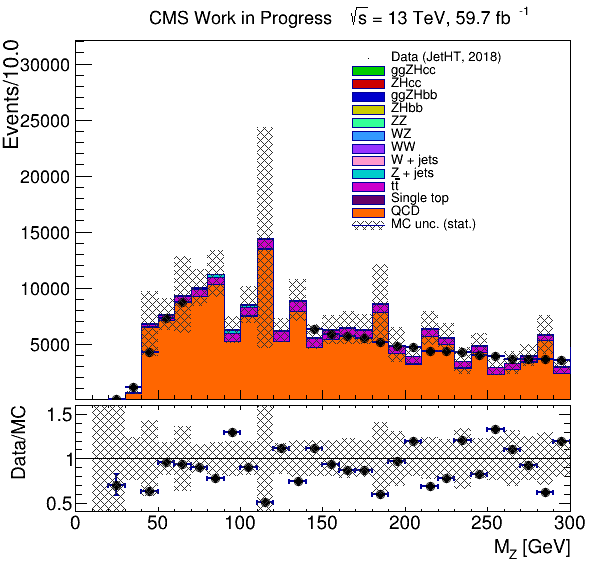 CMS Work in Progress √s = 13 TeV, 59.7 fb⁻¹
Events/10.0
30000
25000
20000
15000
10000
5000
Data (JetHT, 2018)
ggZHcc
ZHcc
ggZHbb
ZHbb
ZZ
WZ
WW
W + jets
Z + jets
tt̄
Single top
QCD
MC unc. (stat.)
Data/MC
1.5
1
0.5
0 50 100 150 200 250 300
M_Z [GeV]